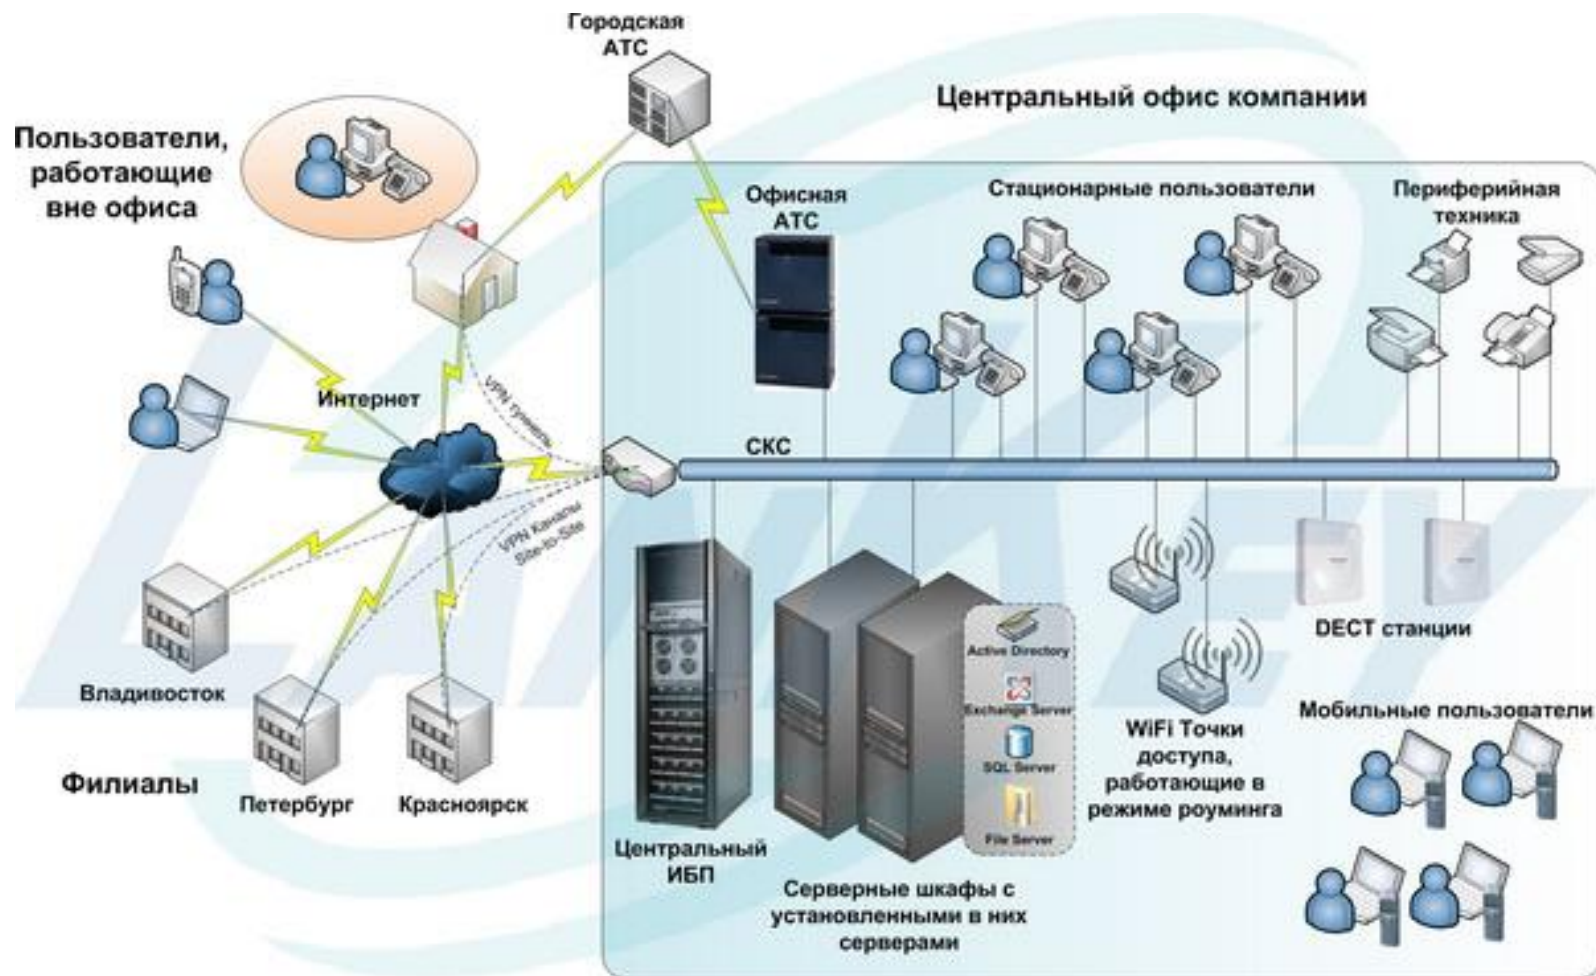 Городская
АТС
Центральный офис компании
Пользователи,
работающие
вне офиса
Офисная
АТС
Стационарные пользователи
Периферийная
техника
Интернет
VPN туннель
СКС
VPN Каналы
Site-to-Site
Владивосток
Филиалы
Петербург
Красноярск
Центральный
ИБП
Серверные шкафы с
установленными в них
серверами
Active Directory
Exchange Server
SQL Server
File Server
WiFi Точки
доступа,
работающие в
режиме роуминга
DECT станции
Мобильные пользователи
LANKEY